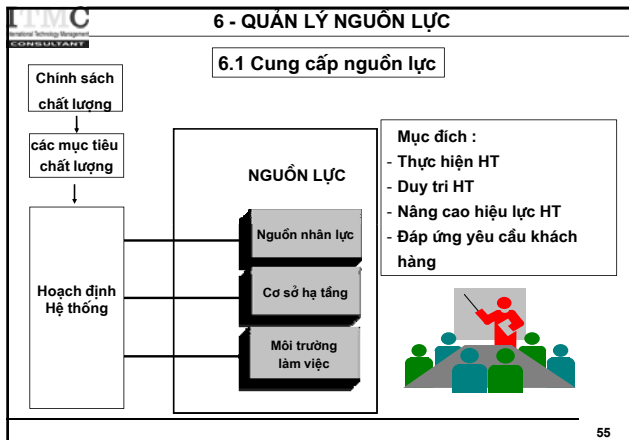 ITMC
International Technology Management
CONSULTANT
6 - QUẢN LÝ NGUỒN LỰC
6.1 Cung cấp nguồn lực
Chính sách
chất lượng
các mục tiêu
chất lượng
Hoạch định
Hệ thống
NGUỒN LỰC
Nguồn nhân lực
Cơ sở hạ tầng
Môi trường
làm việc
Mục đích :
- Thực hiện HT
- Duy trì HT
- Nâng cao hiệu lực HT
- Đáp ứng yêu cầu khách
hàng
55